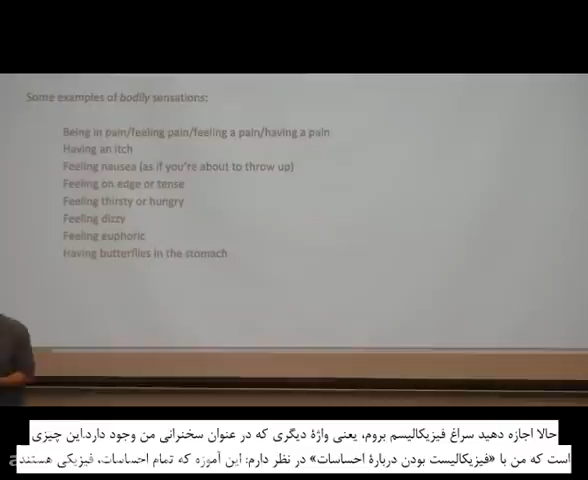 Some examples of bodily sensations:
Being in pain/feeling pain/feeling a pain/having a pain
Having an itch
Feeling nausea (as if you're about to throw up)
Feeling on edge or tense
Feeling thirsty or hungry
Feeling dizzy
Feeling euphoric
Having butterflies in the stomach
حالا اجازه دهید سراغ فیزیکالیسم بروم، یعنی واژهٔ دیگری که در عنوان سخنرانی من وجود دارد.این چیزی
است که من با «فیزیکالیست بودن دربارهٔ احساسات» در نظر دارم: این آموزه که تمام احساسات، فیزیکی هستند